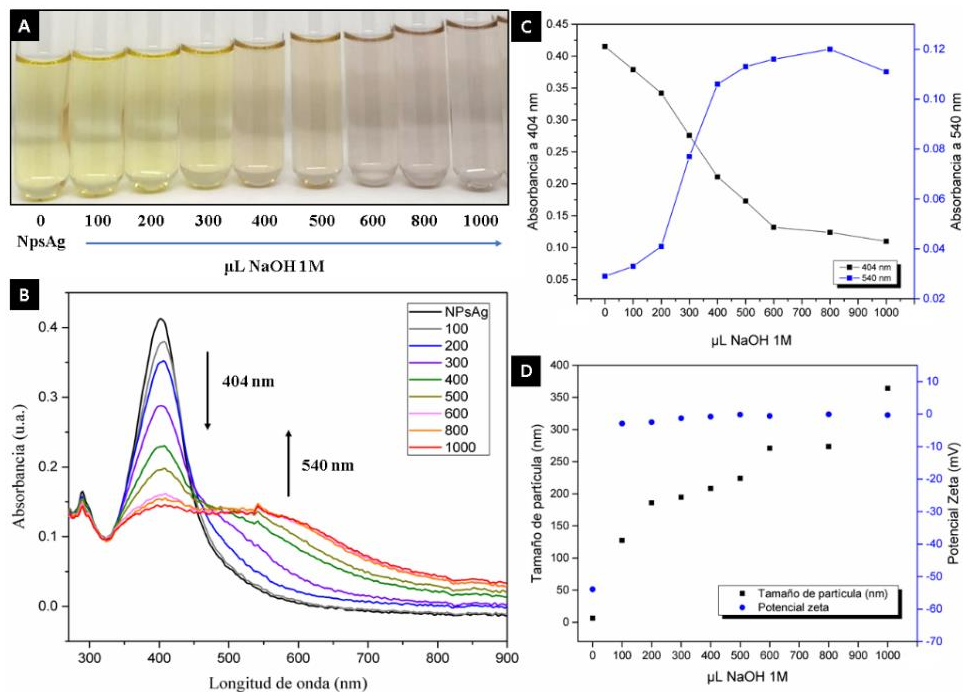 A
0 100 200 300 400 500 600 800 1000
NpsAg
µL NaOH 1M
B
Absorbancia (u.a.)
0.4
0.3
0.2
0.1
0.0
300 400 500 600 700 800 900
Longitud de onda (nm)
404 nm
540 nm
NPsAg
100
200
300
400
500
600
800
1000
C
Absorbancia a 404 nm
0.45
0.40
0.35
0.30
0.25
0.20
0.15
0.10
0.05
0 100 200 300 400 500 600 700 800 900 1000
µL NaOH 1M
404 nm
540 nm
0.12
0.10
0.08
0.06
0.04
0.02
Absorbancia a 540 nm
D
Tamaño de partícula (nm)
400
350
300
250
200
150
100
50
0
0 100 200 300 400 500 600 700 800 900 1000
µL NaOH 1M
Tamaño de partícula (nm)
Potencial zeta
10
0
-10
-20
-30
-40
-50
-60
-70
Potencial Zeta (mV)